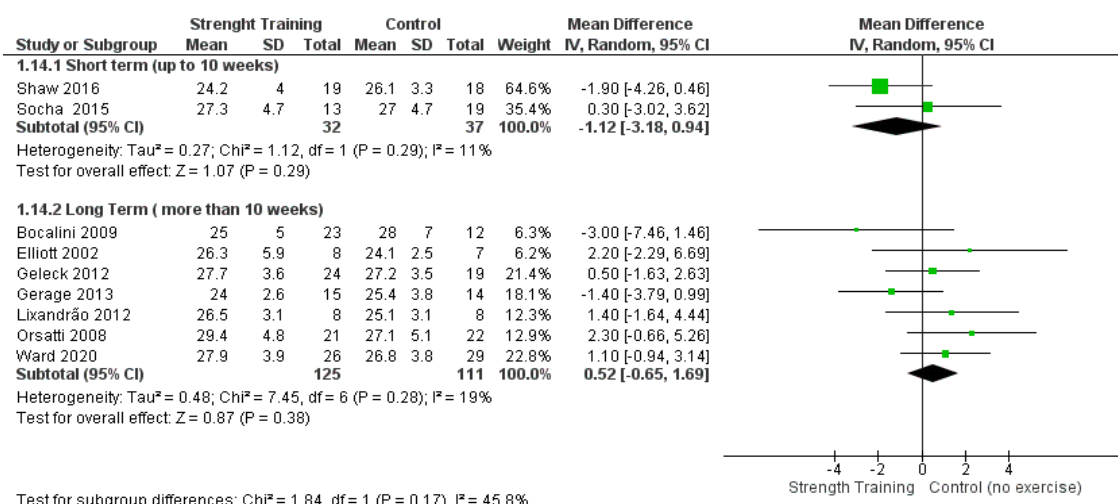 Strenght Training Control Mean Difference Mean Difference
Study or Subgroup Mean SD Total Mean SD Total Weight IV, Random, 95% CI IV, Random, 95% CI
1.14.1 Short term (up to 10 weeks)
Shaw 2016 24.2 4 19 26.1 3.3 18 64.6% -1.90 [-4.26, 0.46]
Socha 2015 27.3 4.7 13 27 4.7 19 35.4% 0.30 [-3.02, 3.62]
Subtotal (95% CI) 32 37 100.0% -1.12 [-3.18, 0.94]
Heterogeneity: Tau² = 0.27; Chi² = 1.12, df = 1 (P = 0.29); I² = 11%
Test for overall effect: Z = 1.07 (P = 0.29)
1.14.2 Long Term ( more than 10 weeks)
Bocalini 2009 25 5 23 28 7 12 6.3% -3.00 [-7.46, 1.46]
Elliott 2002 26.3 5.9 8 24.1 2.5 7 6.2% 2.20 [-2.29, 6.69]
Geleck 2012 27.7 3.6 24 27.2 3.5 19 21.4% 0.50 [-1.63, 2.63]
Gerage 2013 24 2.6 15 25.4 3.8 14 18.1% -1.40 [-3.79, 0.99]
Lixandrão 2012 26.5 3.1 8 25.1 3.1 8 12.3% 1.40 [-1.64, 4.44]
Orsatti 2008 29.4 4.8 21 27.1 5.1 22 12.9% 2.30 [-0.66, 5.26]
Ward 2020 27.9 3.9 26 26.8 3.8 29 22.8% 1.10 [-0.94, 3.14]
Subtotal (95% CI) 125 111 100.0% 0.52 [-0.65, 1.69]
Heterogeneity: Tau² = 0.48; Chi² = 7.45, df = 6 (P = 0.28); I² = 19%
Test for overall effect: Z = 0.87 (P = 0.38)
-4 -2 0 2 4
Strength Training Control (no exercise)
Test for subgroup differences: Chi² = 1.84, df = 1 (P = 0.17), I² = 45.8%